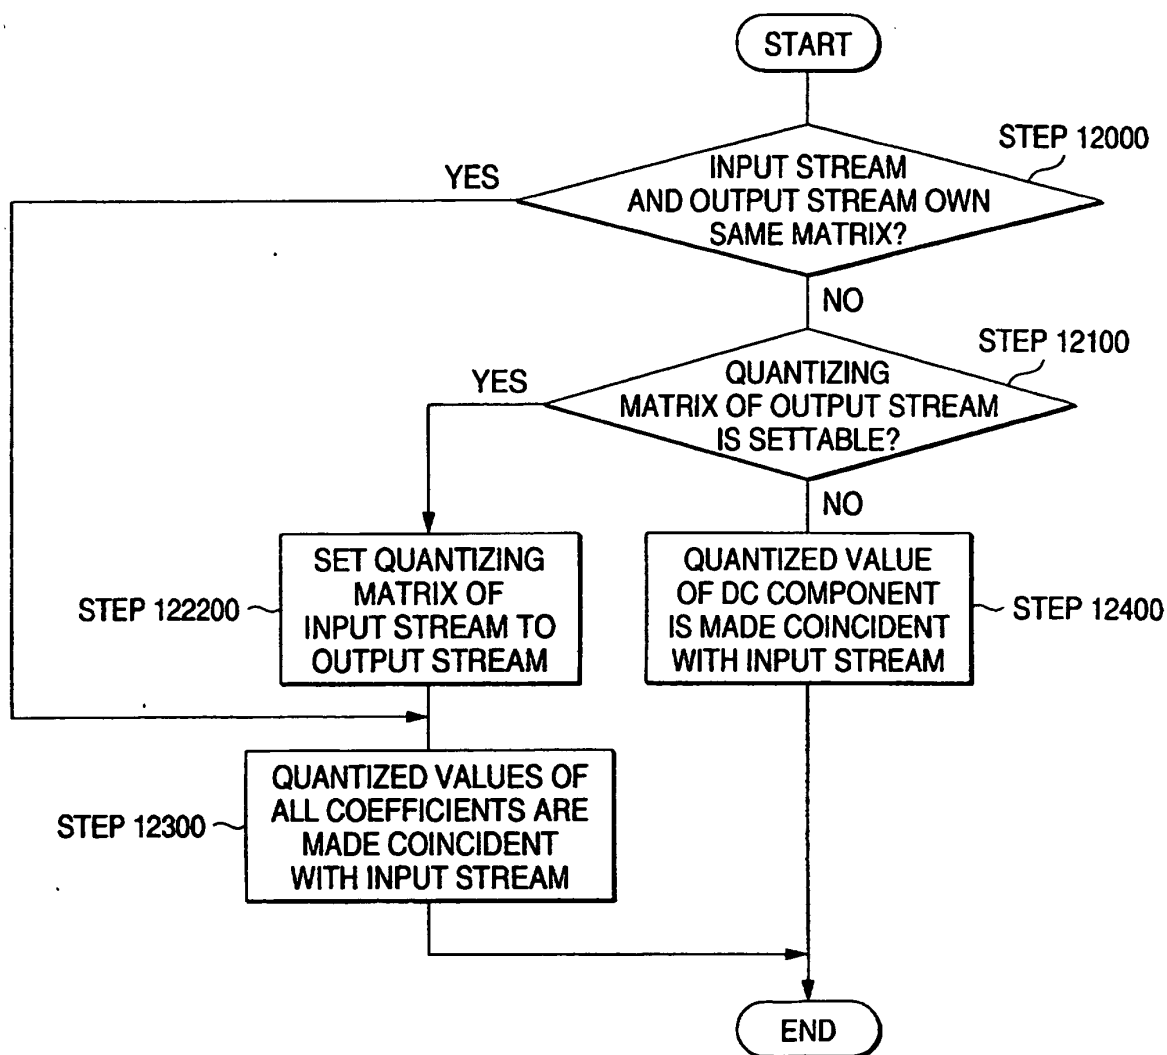 START
STEP 12000
INPUT STREAM
AND OUTPUT STREAM OWN
SAME MATRIX?
YES
NO
STEP 12100
QUANTIZING
MATRIX OF OUTPUT STREAM
IS SETTABLE?
YES
NO
STEP 122200
SET QUANTIZING
MATRIX OF
INPUT STREAM TO
OUTPUT STREAM
QUANTIZED VALUE
OF DC COMPONENT
IS MADE COINCIDENT
WITH INPUT STREAM
STEP 12400
STEP 12300
QUANTIZED VALUES OF
ALL COEFFICIENTS ARE
MADE COINCIDENT
WITH INPUT STREAM
END